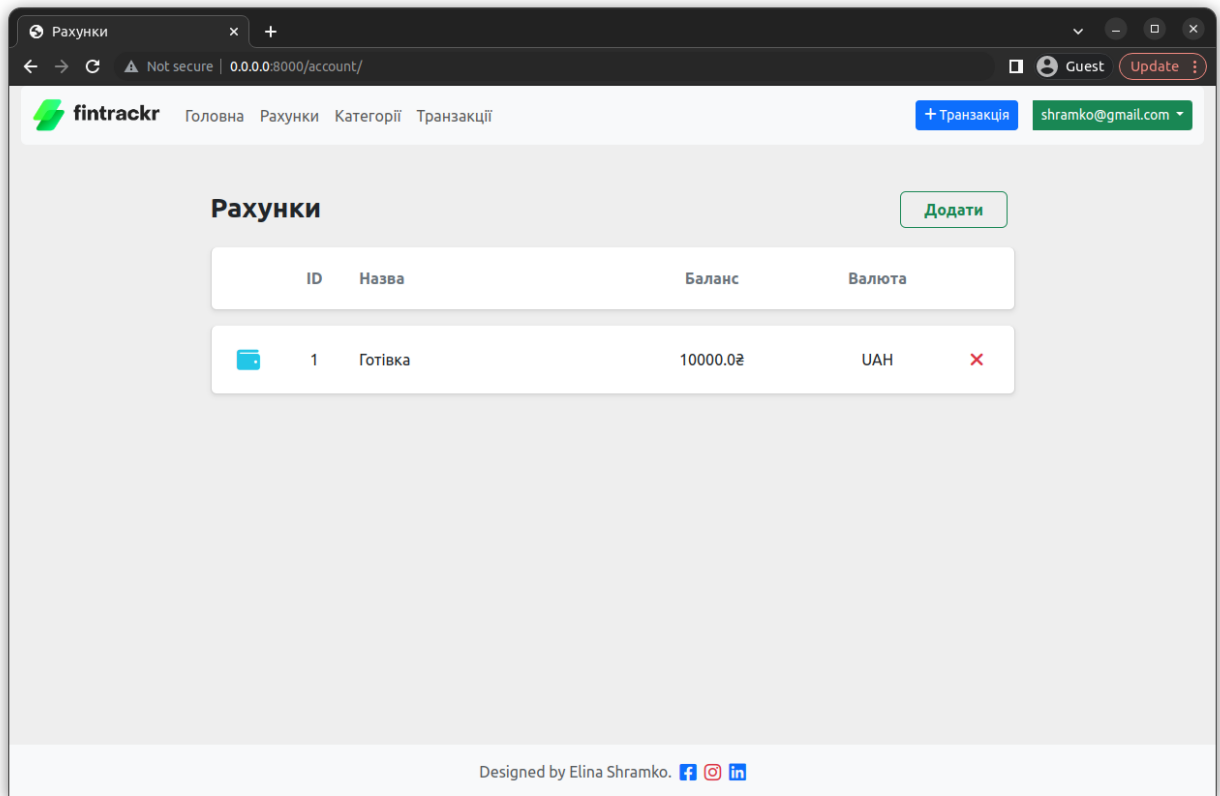 Рахунки
Not secure | 0.0.0.0:8000/account/ Guest Update
fintrackr Головна Рахунки Категорії Транзакції +Транзакція shramko@gmail.com
Рахунки Додати
ID Назва Баланс Валюта
1 Готівка 10000.0₴ UAH
Designed by Elina Shramko.